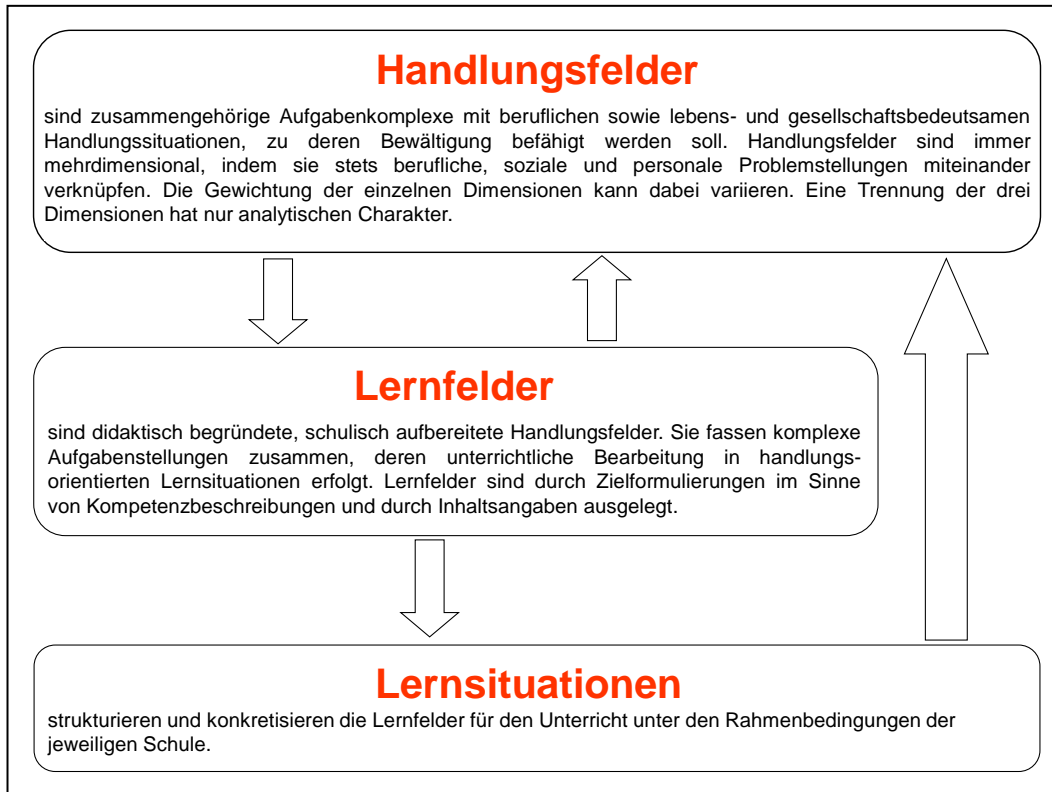 Handlungsfelder
sind zusammengehörige Aufgabenkomplexe mit beruflichen sowie lebens- und gesellschaftsbedeutsamen
Handlungssituationen, zu deren Bewältigung befähigt werden soll. Handlungsfelder sind immer
mehrdimensional, indem sie stets berufliche, soziale und personale Problemstellungen miteinander
verknüpfen. Die Gewichtung der einzelnen Dimensionen kann dabei variieren. Eine Trennung der drei
Dimensionen hat nur analytischen Charakter.
Lernfelder
sind didaktisch begründete, schulisch aufbereitete Handlungsfelder. Sie fassen komplexe
Aufgabenstellungen zusammen, deren unterrichtliche Bearbeitung in handlungs-
orientierten Lernsituationen erfolgt. Lernfelder sind durch Zielformulierungen im Sinne
von Kompetenzbeschreibungen und durch Inhaltsangaben ausgelegt.
Lernsituationen
strukturieren und konkretisieren die Lernfelder für den Unterricht unter den Rahmenbedingungen der
jeweiligen Schule.